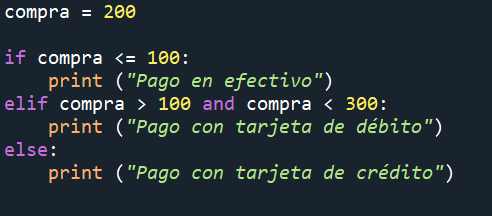 compra = 200
if compra <= 100:
    print ("Pago en efectivo")
elif compra > 100 and compra < 300:
    print ("Pago con tarjeta de débito")
else:
    print ("Pago con tarjeta de crédito")